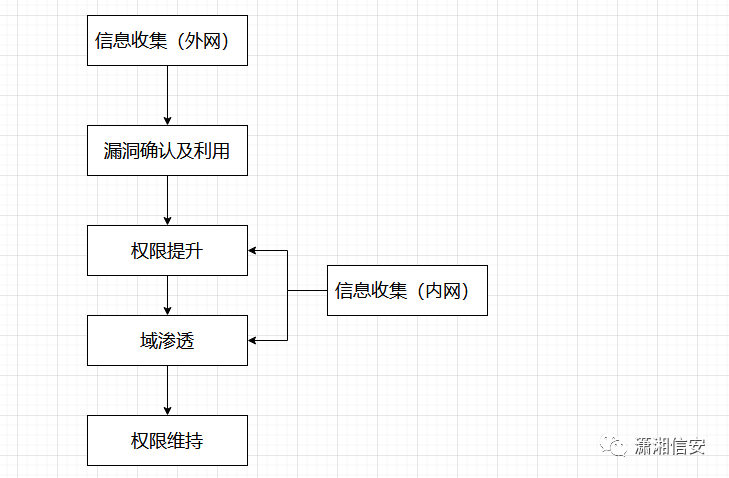 信息收集（外网）
漏洞确认及利用
权限提升
信息收集（内网）
域渗透
权限维持
潇湘信安